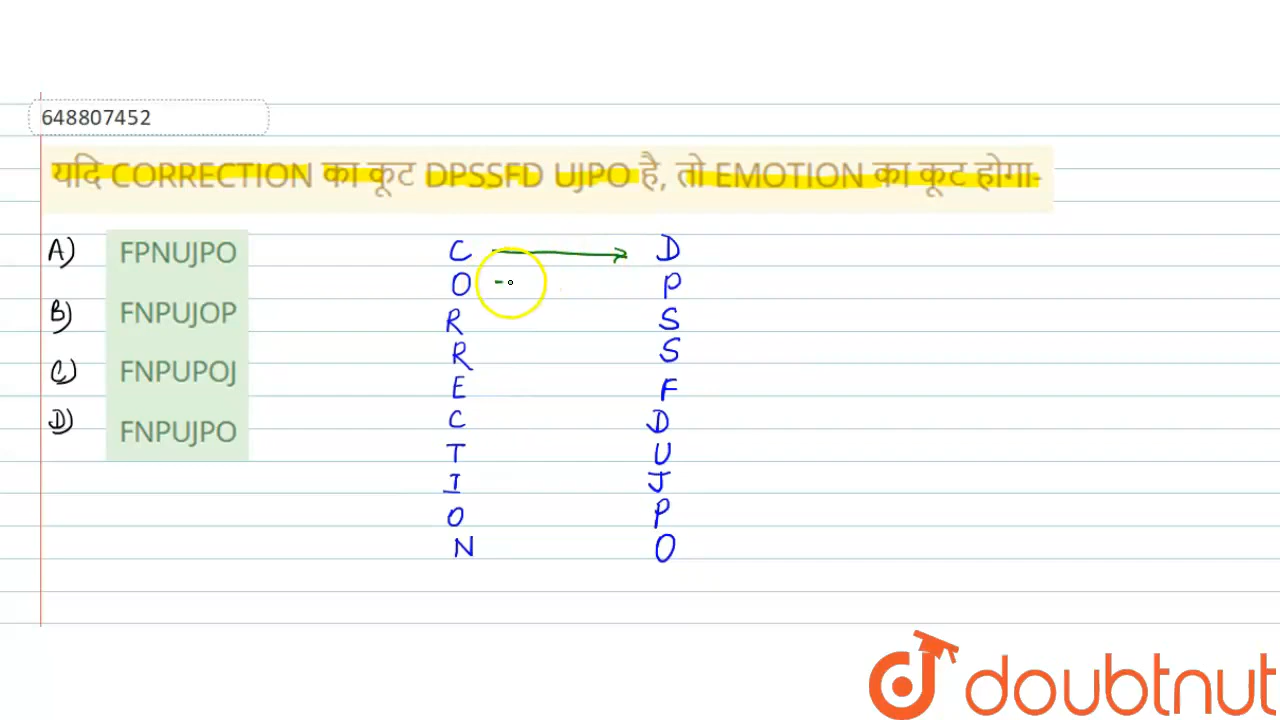 648807452
यदि CORRECTION का कूट DPSSFD UJPO है, तो EMOTION का कूट होगा-
A) FPNUJPO
B) FNPUJOP
C) FNPUPOJ
D) FNPUJPO
C D
O P
R S
R S
E F
C D
T U
I J
O P
N O
doubtnut